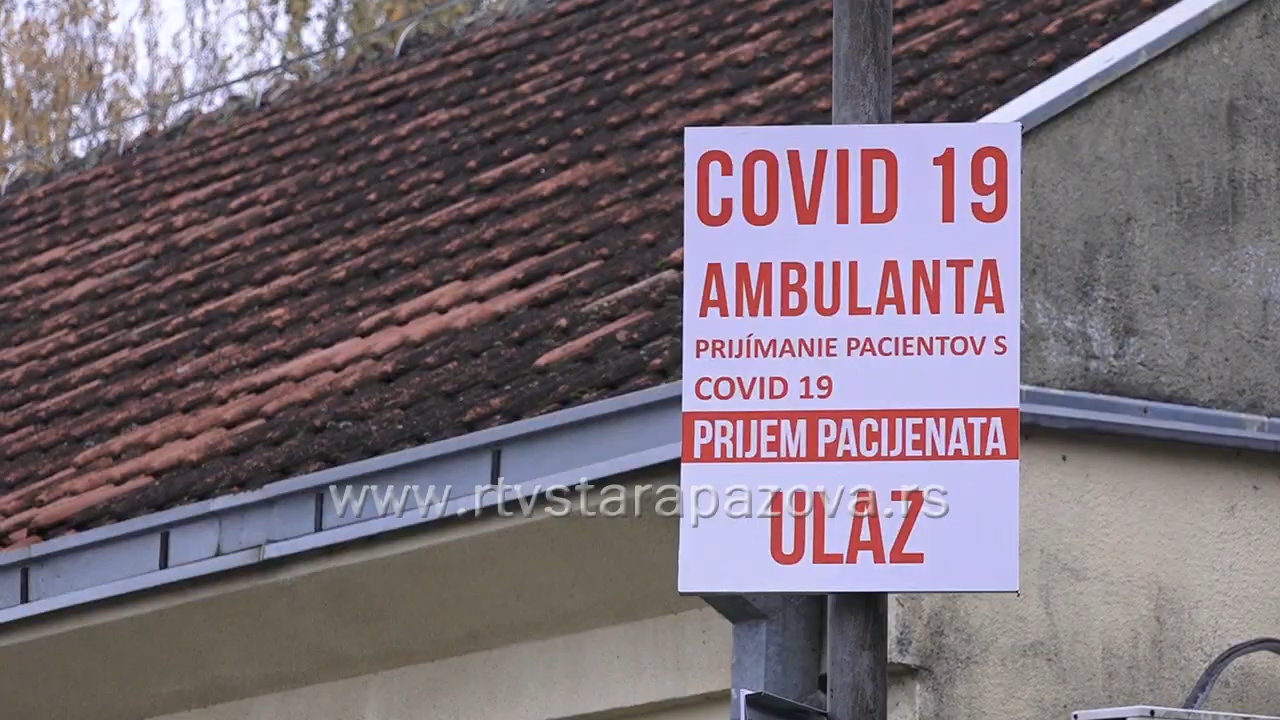 COVID 19
AMBULANTA
PRIJÍMANIE PACIENTOV S
COVID 19
PRIJEM PACIJENATA
www.rtvstarapazova.rs
ULAZ